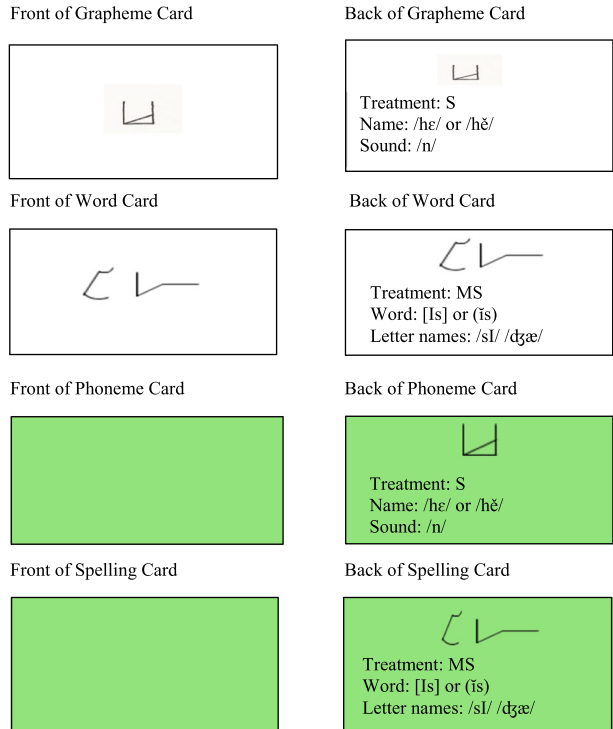 Front of Grapheme Card
Back of Grapheme Card
Treatment: S
Name: /hɛ/ or /hĕ/
Sound: /n/
Front of Word Card
Back of Word Card
Treatment: MS
Word: [Is] or (ĭs)
Letter names: /sI/ /ʤæ/
Front of Phoneme Card
Back of Phoneme Card
Treatment: S
Name: /hɛ/ or /hĕ/
Sound: /n/
Front of Spelling Card
Back of Spelling Card
Treatment: MS
Word: [Is] or (ĭs)
Letter names: /sI/ /ʤæ/